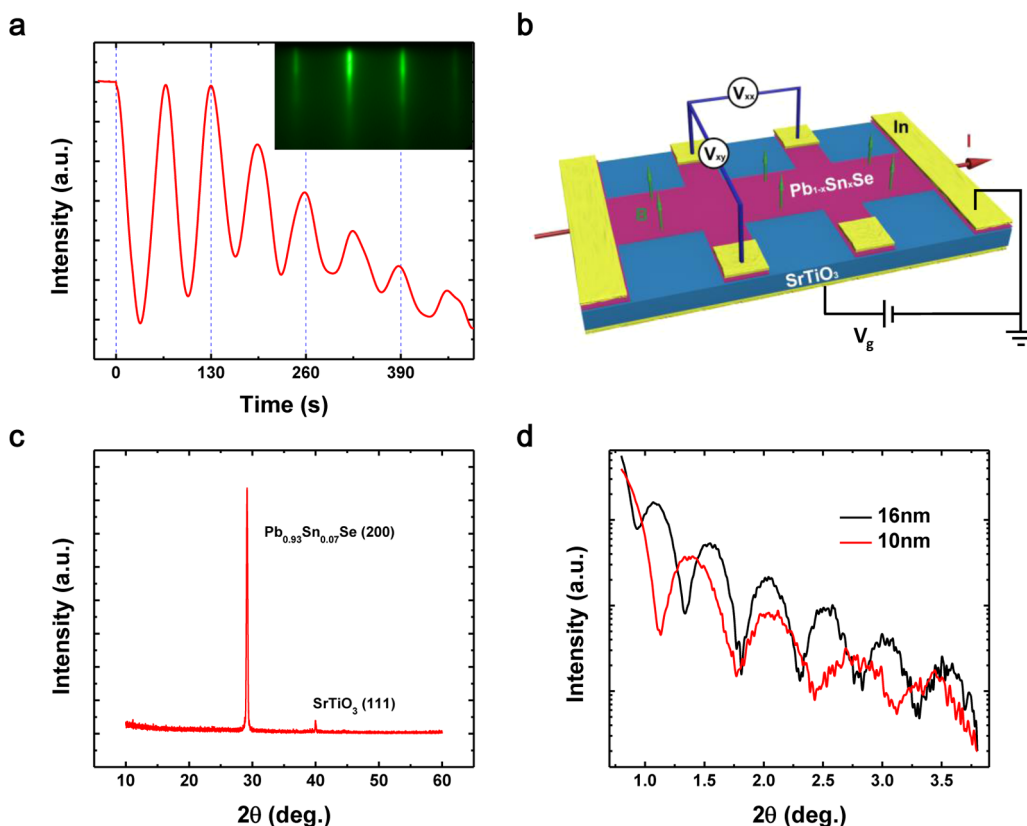 a
Intensity (a.u.)
0
130
260
390
Time (s)
b
Vxx
Vxy
In
I
B
Pb1-xSnxSe
SrTiO3
Vg
c
Intensity (a.u.)
Pb0.93Sn0.07Se (200)
SrTiO3 (111)
10
20
30
40
50
60
2θ (deg.)
d
Intensity (a.u.)
16nm
10nm
1.0
1.5
2.0
2.5
3.0
3.5
2θ (deg.)